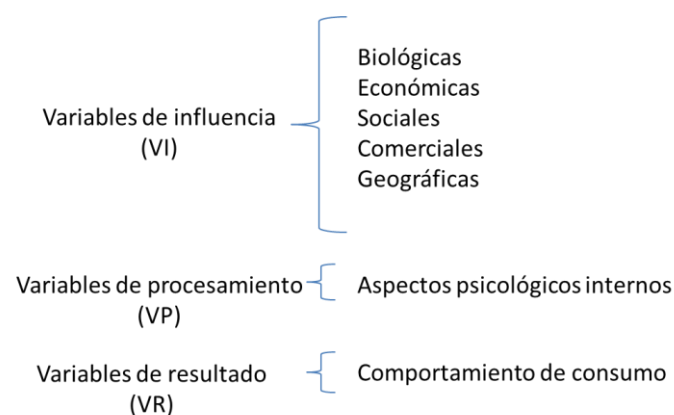 Variables de influencia
(VI)
Biológicas
Económicas
Sociales
Comerciales
Geográficas
Variables de procesamiento
(VP)
Aspectos psicológicos internos
Variables de resultado
(VR)
Comportamiento de consumo